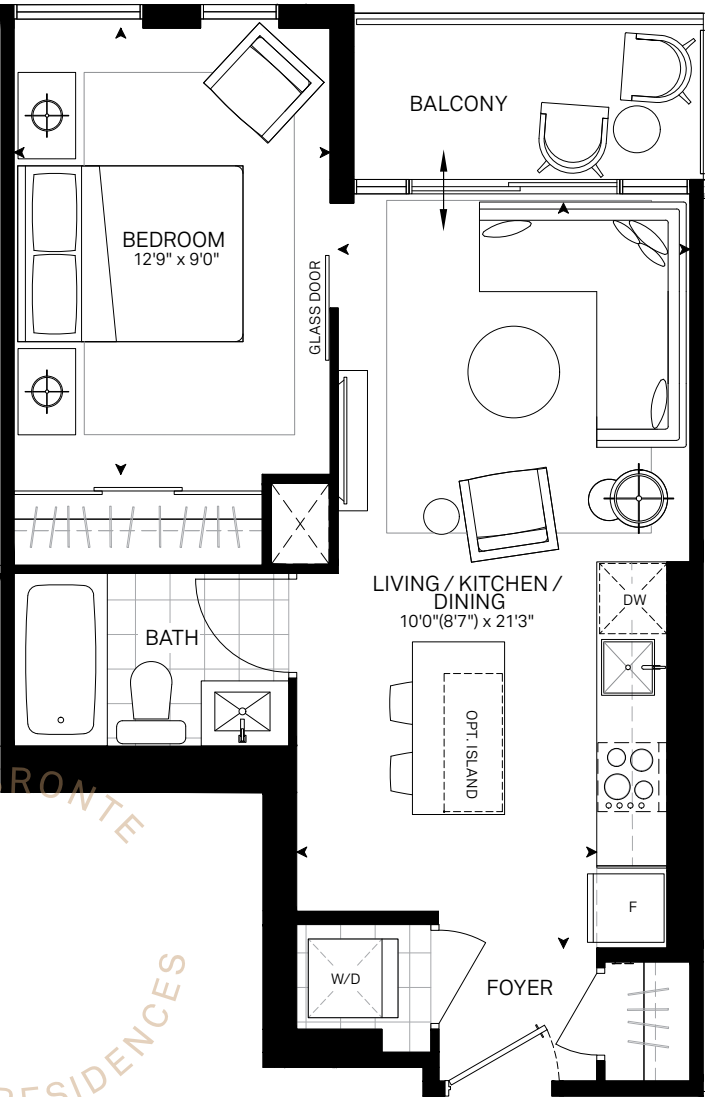 BALCONY
BEDROOM
12'9" x 9'0"
GLASS DOOR
X
LIVING / KITCHEN /
DINING
10'0"(8'7") x 21'3"
DW
BATH
OPT. ISLAND
F
W/D
FOYER
RONTE
RESIDENCES